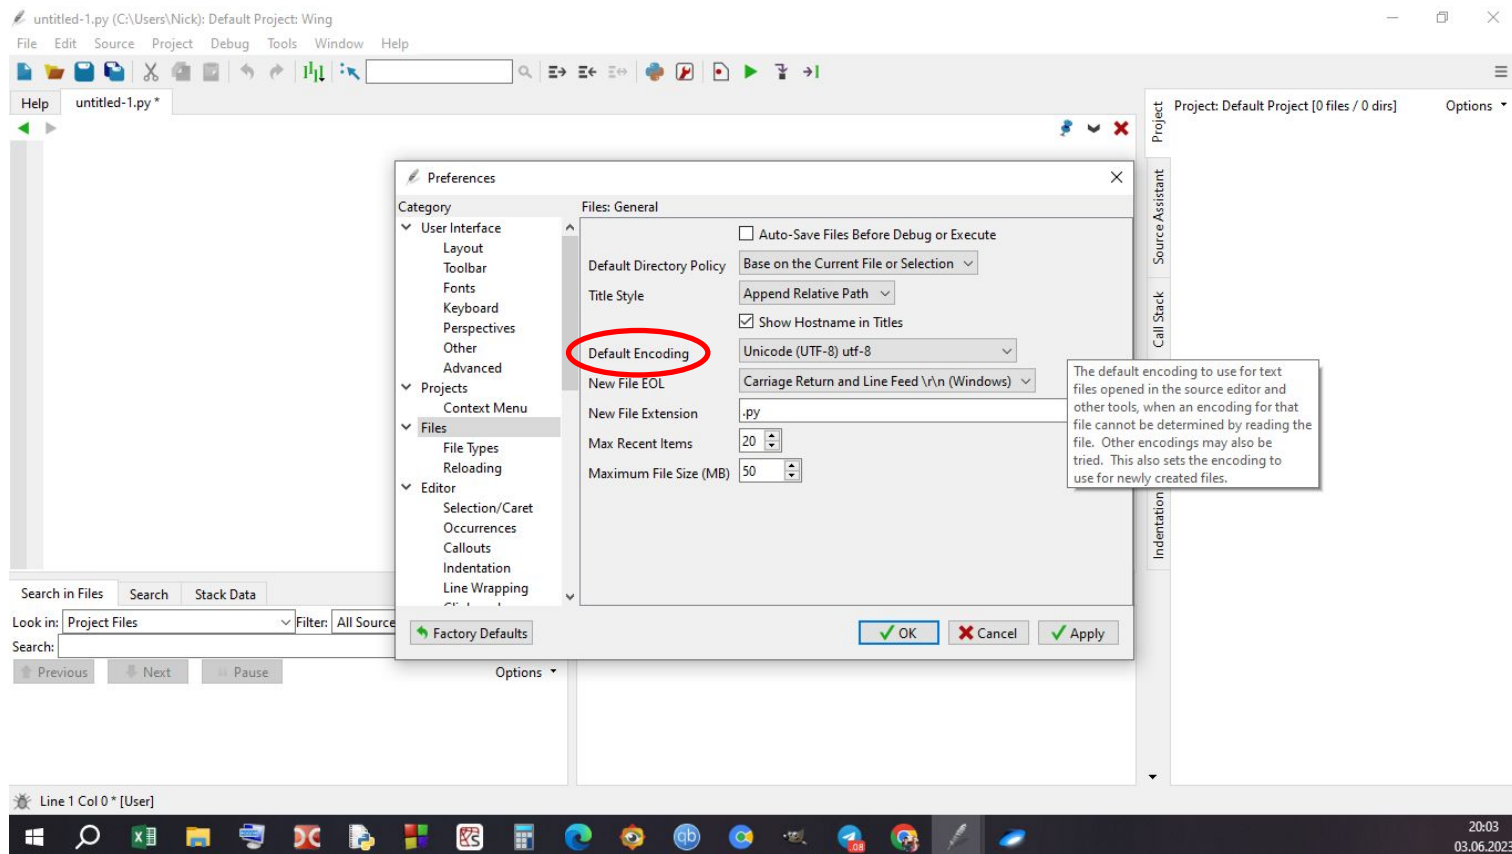 untitled-1.py (C:\Users\Nick): Default Project: Wing
File Edit Source Project Debug Tools Window Help
Help untitled-1.py *
Project: Default Project [0 files / 0 dirs] Options
Project
Source Assistant
Call Stack
Indentation
Preferences
Category
User Interface
Layout
Toolbar
Fonts
Keyboard
Perspectives
Other
Advanced
Projects
Context Menu
Files
File Types
Reloading
Editor
Selection/Caret
Occurrences
Callouts
Indentation
Line Wrapping
Files: General
Auto-Save Files Before Debug or Execute
Default Directory Policy Base on the Current File or Selection
Title Style Append Relative Path
Show Hostname in Titles
Default Encoding Unicode (UTF-8) utf-8
New File EOL Carriage Return and Line Feed \r\n (Windows)
New File Extension .py
Max Recent Items 20
Maximum File Size (MB) 50
The default encoding to use for text
files opened in the source editor and
other tools, when an encoding for that
file cannot be determined by reading the
file. Other encodings may also be
tried. This also sets the encoding to
use for newly created files.
Factory Defaults OK Cancel Apply
Search in Files Search Stack Data
Look in: Project Files Filter: All Source
Search:
Previous Next Pause Options
Line 1 Col 0 * [User]
qb
20:03
03.06.2023